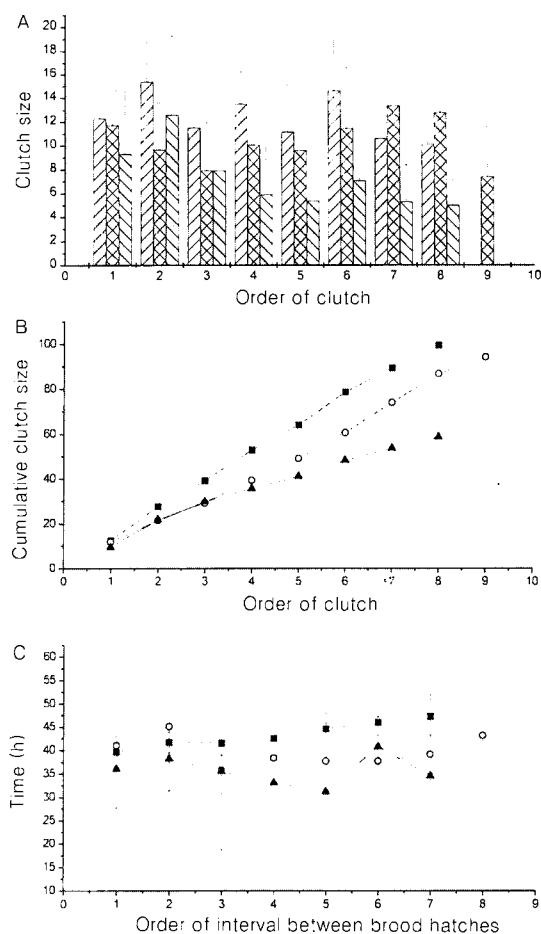 A
Clutch size
20
18
16
14
12
10
8
6
4
2
0
0 1 2 3 4 5 6 7 8 9 10
Order of clutch
B
Cumulative clutch size
100
80
60
40
20
0
0 1 2 3 4 5 6 7 8 9 10
Order of clutch
C
Time (h)
60
55
50
45
40
35
30
25
20
15
10
0 1 2 3 4 5 6 7 8 9
Order of interval between brood hatches